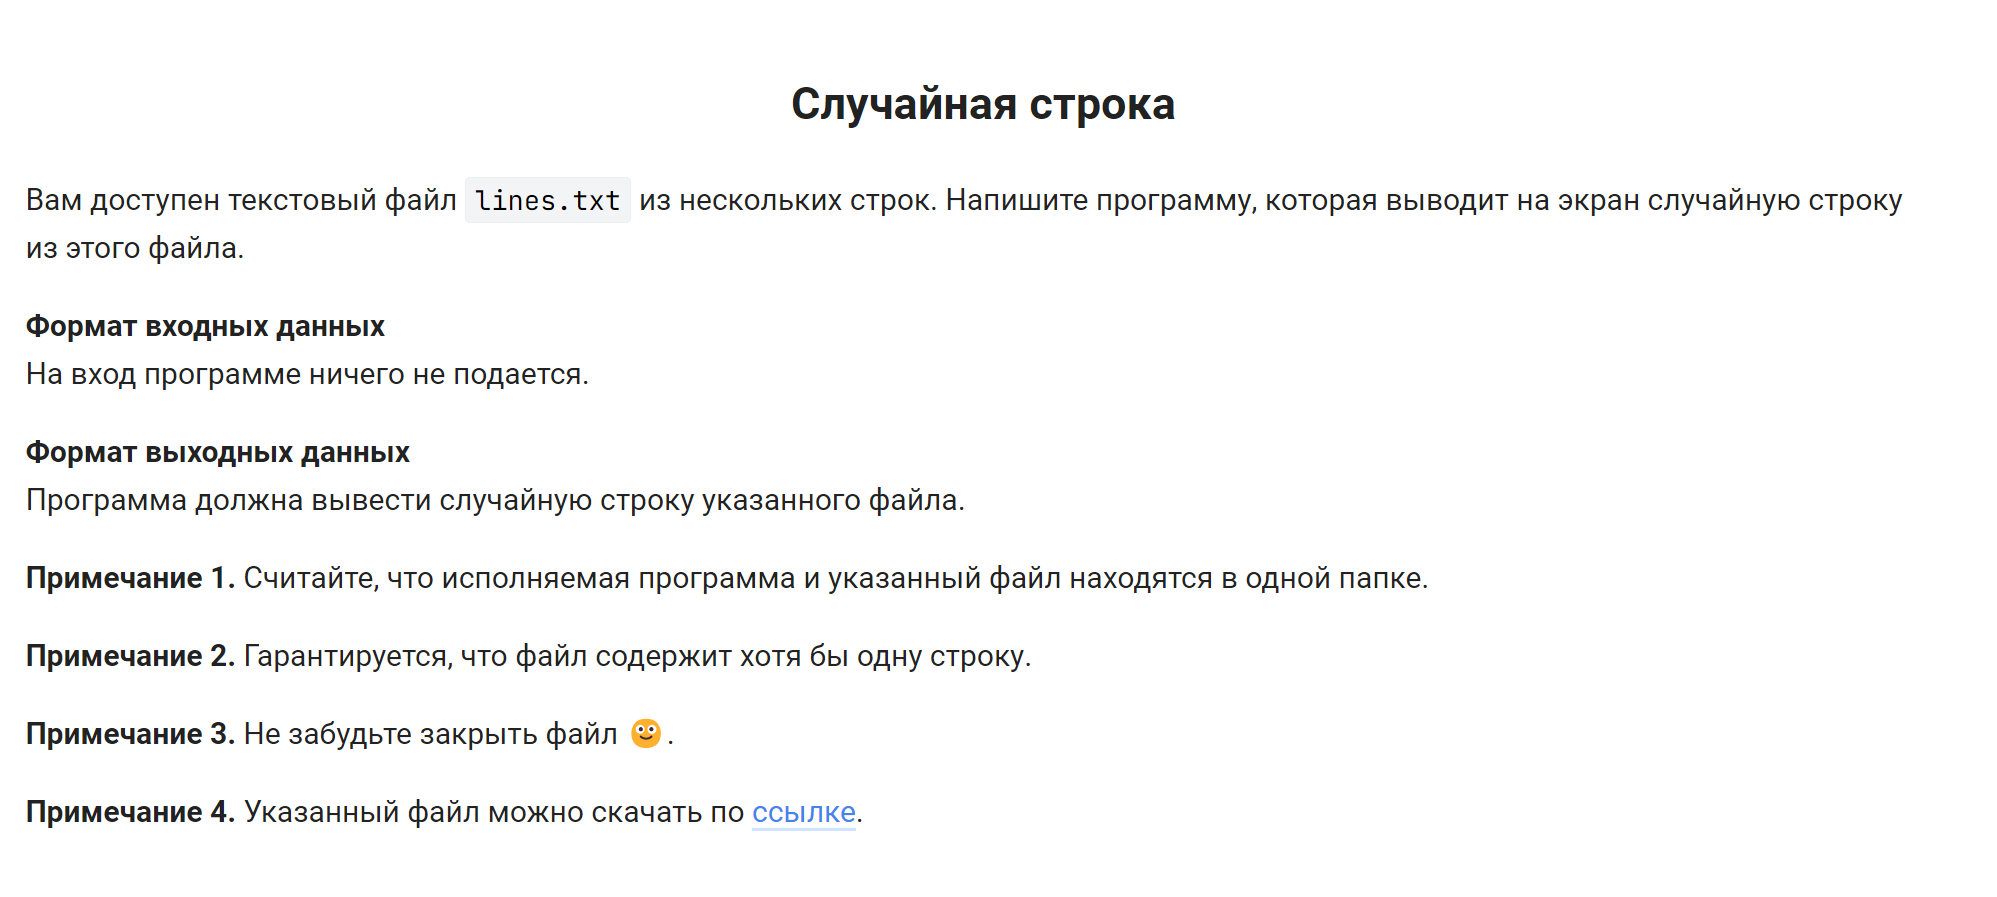 Случайная строка
Вам доступен текстовый файл lines.txt из нескольких строк. Напишите программу, которая выводит на экран случайную строку
из этого файла.
Формат входных данных
На вход программе ничего не подается.
Формат выходных данных
Программа должна вывести случайную строку указанного файла.
Примечание 1. Считайте, что исполняемая программа и указанный файл находятся в одной папке.
Примечание 2. Гарантируется, что файл содержит хотя бы одну строку.
Примечание 3. Не забудьте закрыть файл 🙂.
Примечание 4. Указанный файл можно скачать по ссылке.